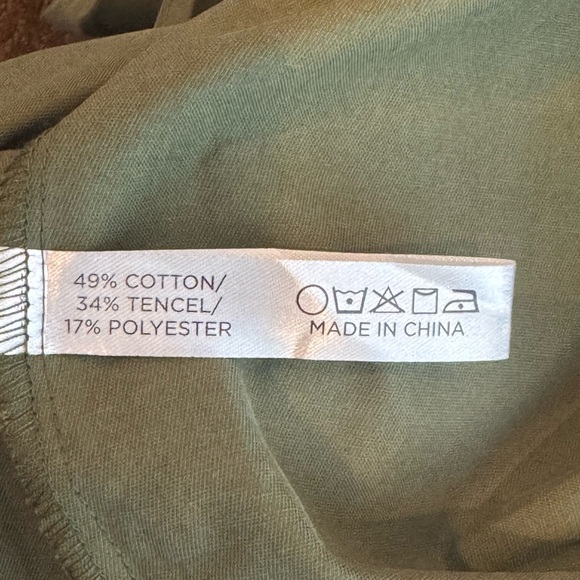 49% COTTON/
34% TENCEL/
17% POLYESTER
MADE IN CHINA